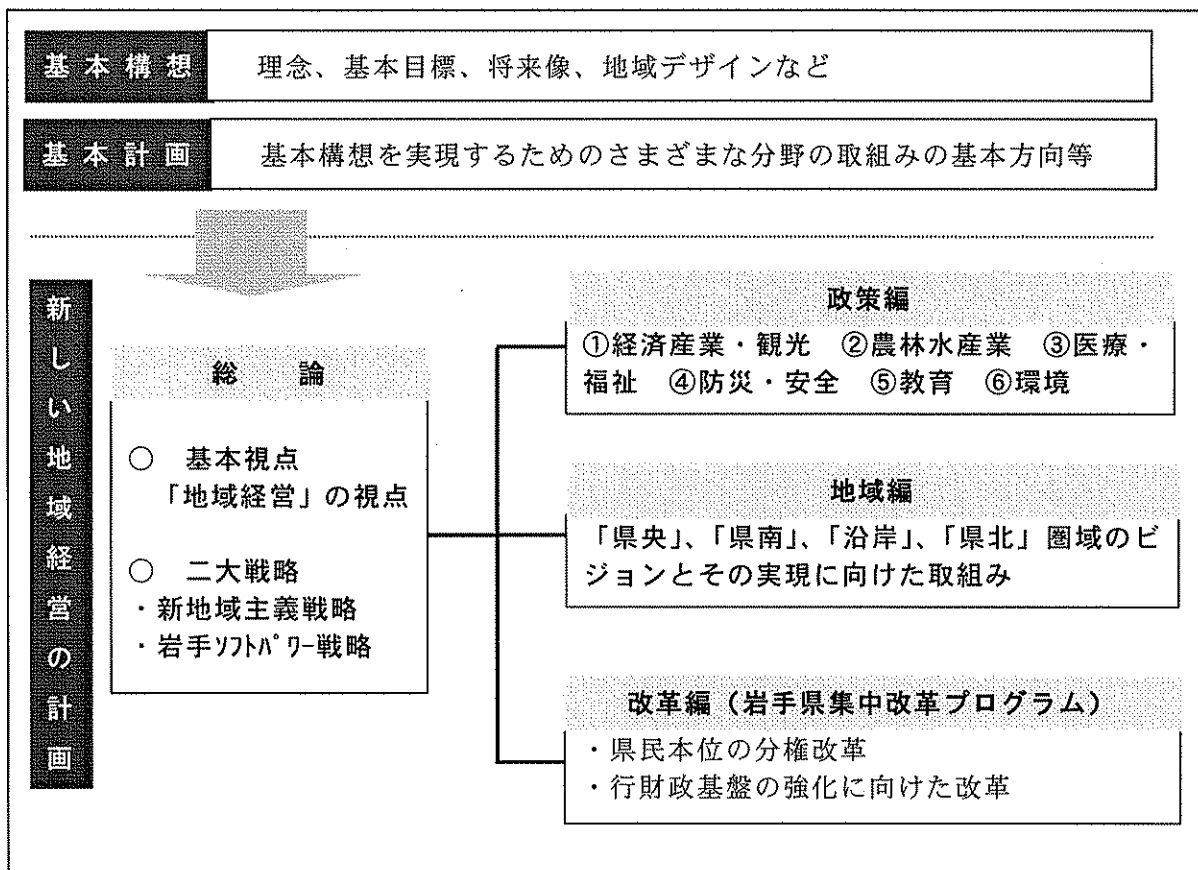 基本構想
理念、基本目標、将来像、地域デザインなど
基本計画
基本構想を実現するためのさまざまな分野の取組みの基本方向等
新しい地域経営の計画
総　論
○　基本視点
「地域経営」の視点
○　二大戦略
・新地域主義戦略
・岩手ｿﾌﾄﾊﾟﾜｰ戦略
政策編
①経済産業・観光　②農林水産業　③医療・
福祉　④防災・安全　⑤教育　⑥環境
地域編
「県央」、「県南」、「沿岸」、「県北」圏域のビ
ジョンとその実現に向けた取組み
改革編（岩手県集中改革プログラム）
・県民本位の分権改革
・行財政基盤の強化に向けた改革